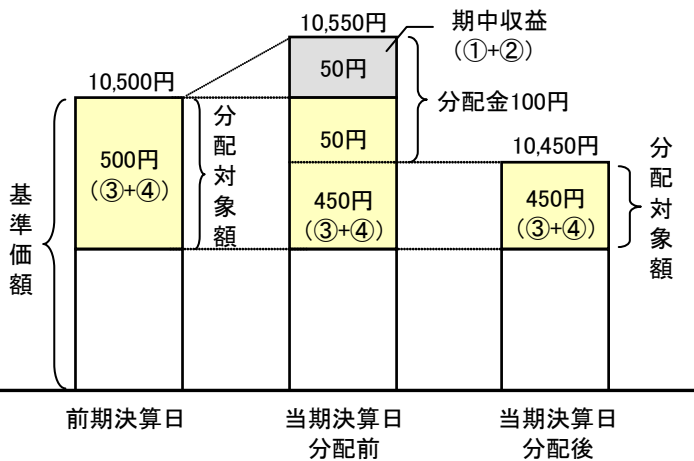 10,550円
期中収益
(①+②)
10,500円
50円
分配金100円
50円
10,450円
500円
(③+④)
分配対象額
450円
(③+④)
450円
(③+④)
分配対象額
基準価額
前期決算日
当期決算日
分配前
当期決算日
分配後